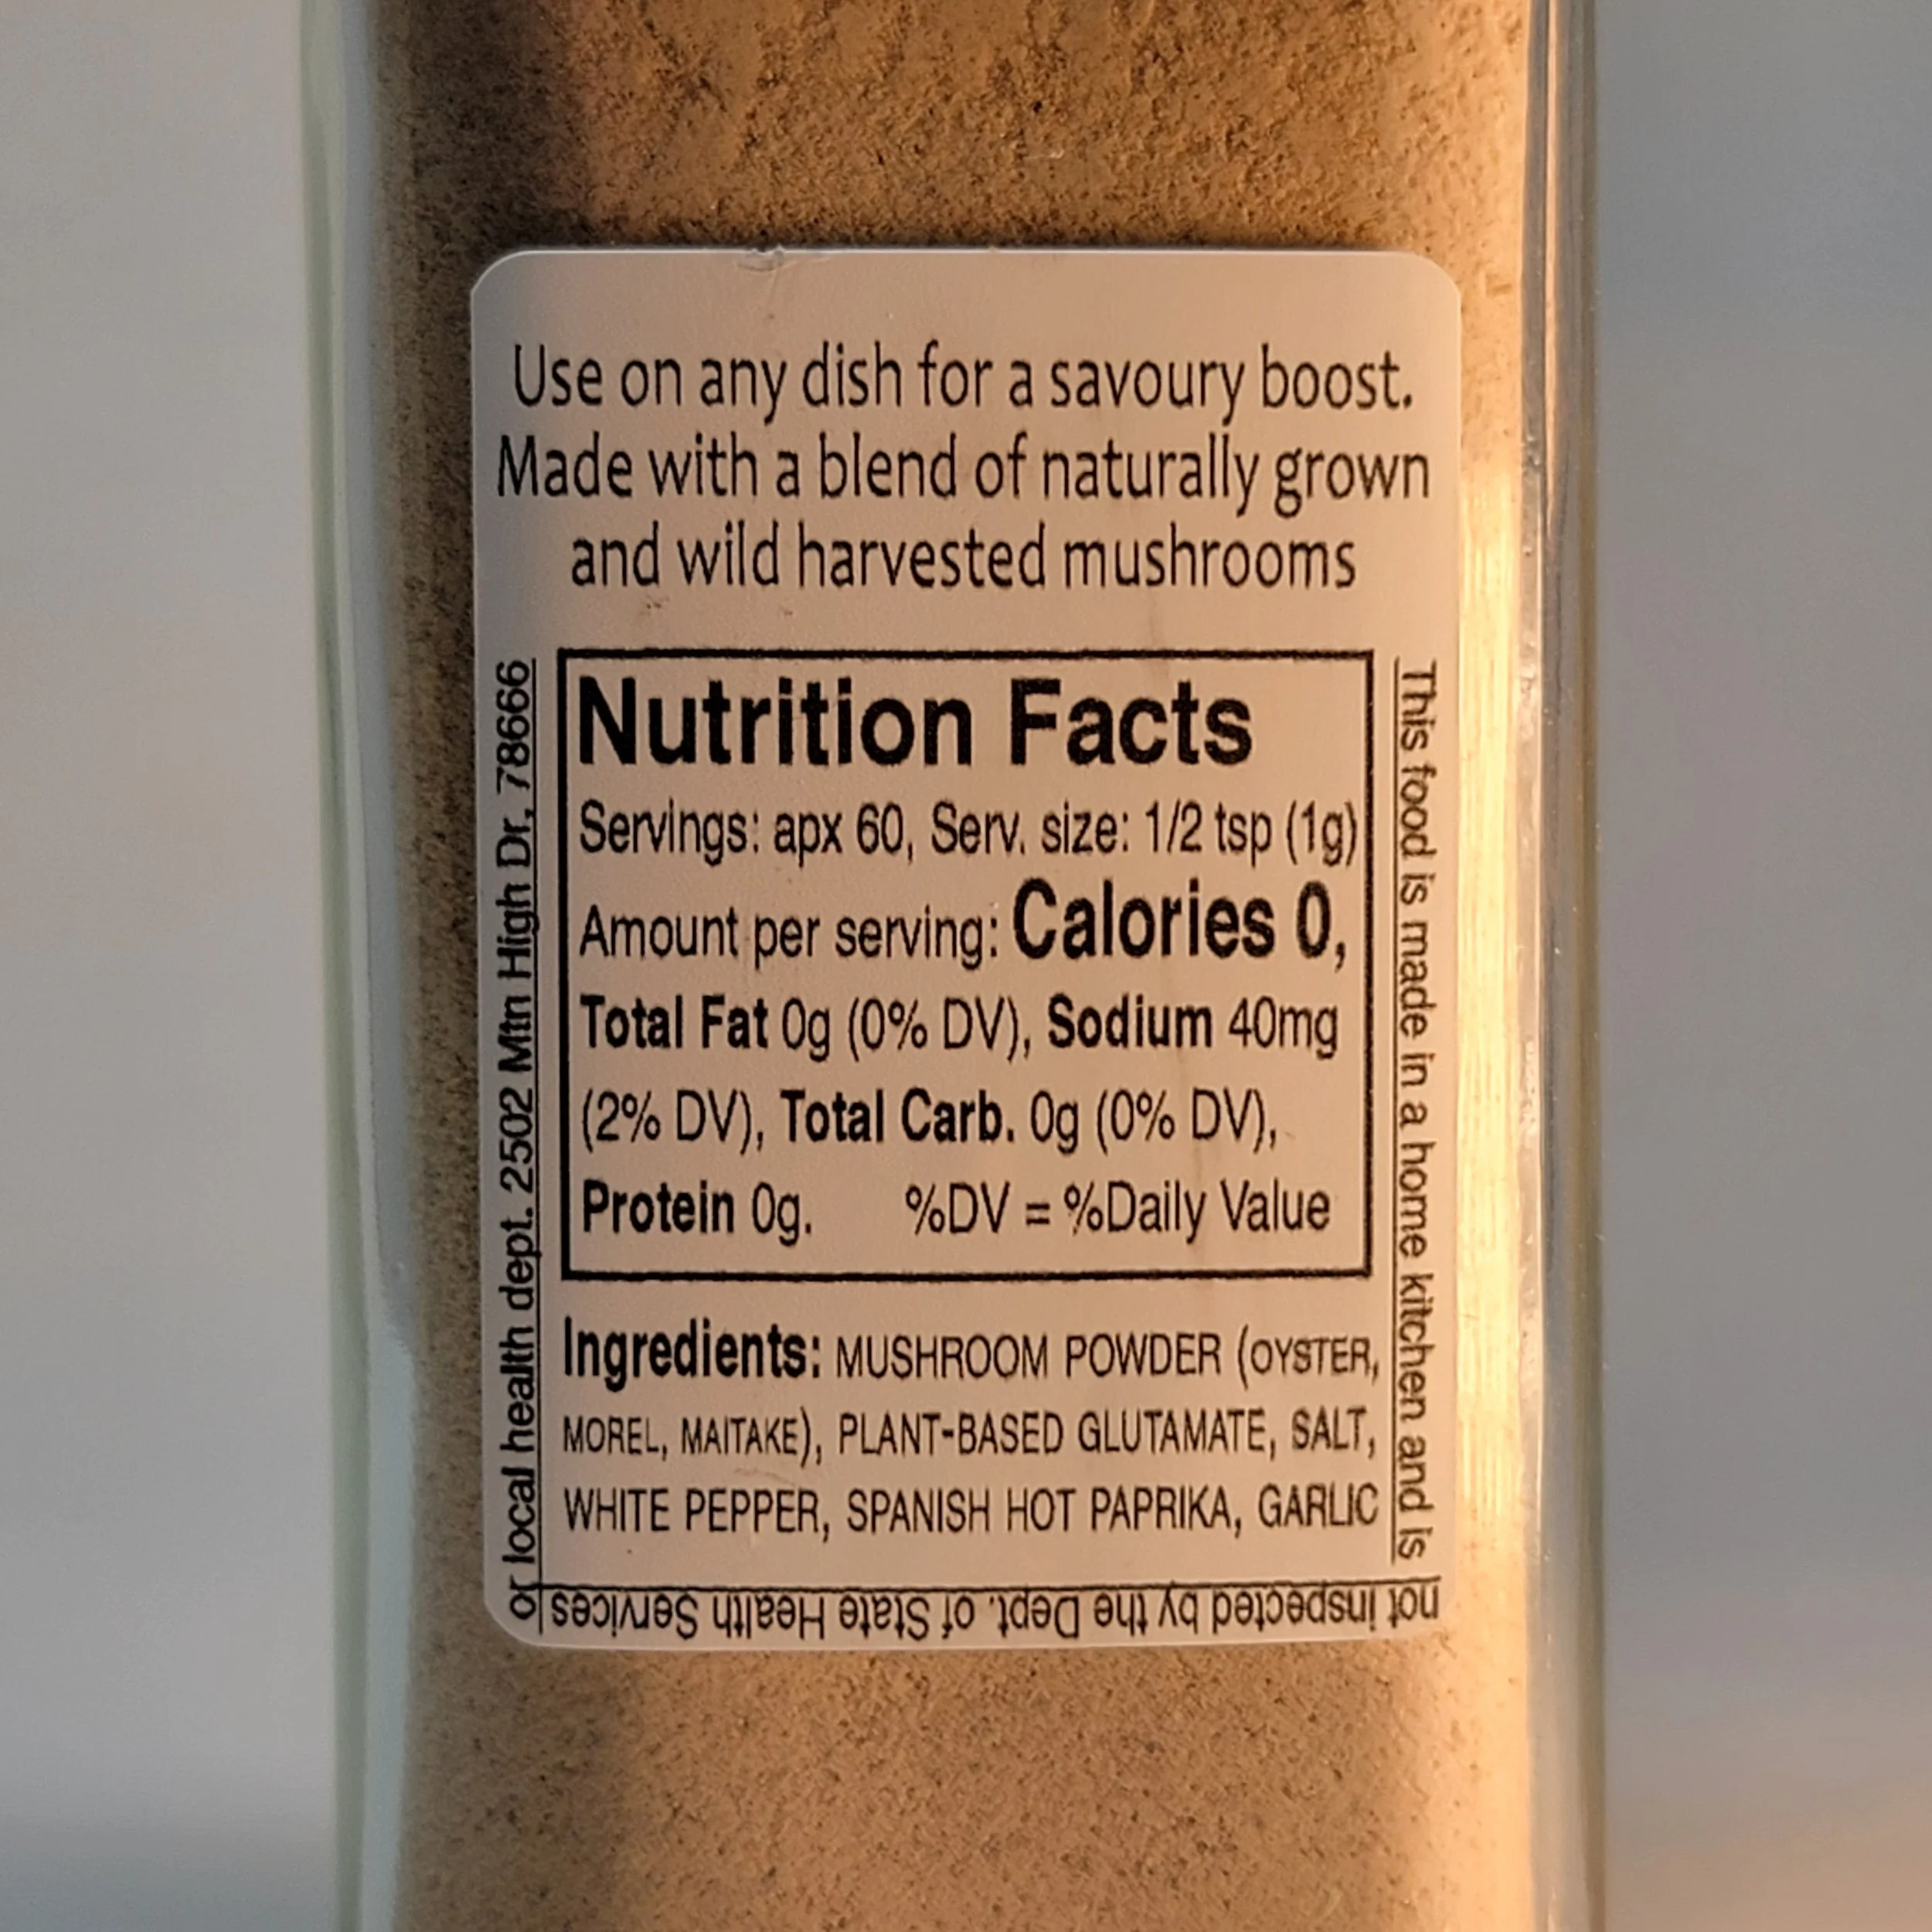 Use on any dish for a savoury boost.
Made with a blend of naturally grown
and wild harvested mushrooms
Nutrition Facts
Servings: apx 60, Serv. size: 1/2 tsp (1g)
Amount per serving: Calories 0,
Total Fat 0g (0% DV), Sodium 40mg
(2% DV), Total Carb. 0g (0% DV),
Protein 0g. %DV = %Daily Value
Ingredients: MUSHROOM POWDER (OYSTER,
MOREL, MAITAKE), PLANT-BASED GLUTAMATE, SALT,
WHITE PEPPER, SPANISH HOT PAPRIKA, GARLIC
This food is made in a home kitchen and is
not inspected by the Dept. of State Health Services
or local health dept. 2502 Mtn High Dr, 78666